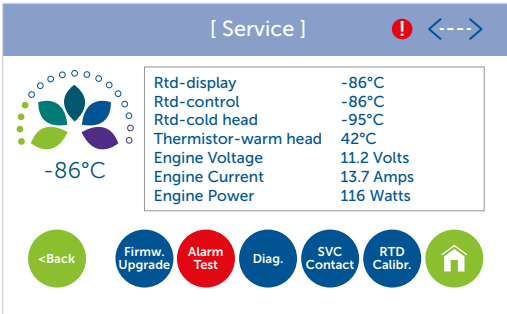 [ Service ]
!
<---->
Rtd-display -86°C
Rtd-control -86°C
Rtd-cold head -95°C
Thermistor-warm head 42°C
Engine Voltage 11.2 Volts
Engine Current 13.7 Amps
Engine Power 116 Watts
-86°C
<Back
Firmw.
Upgrade
Alarm
Test
Diag.
SVC
Contact
RTD
Calibr.